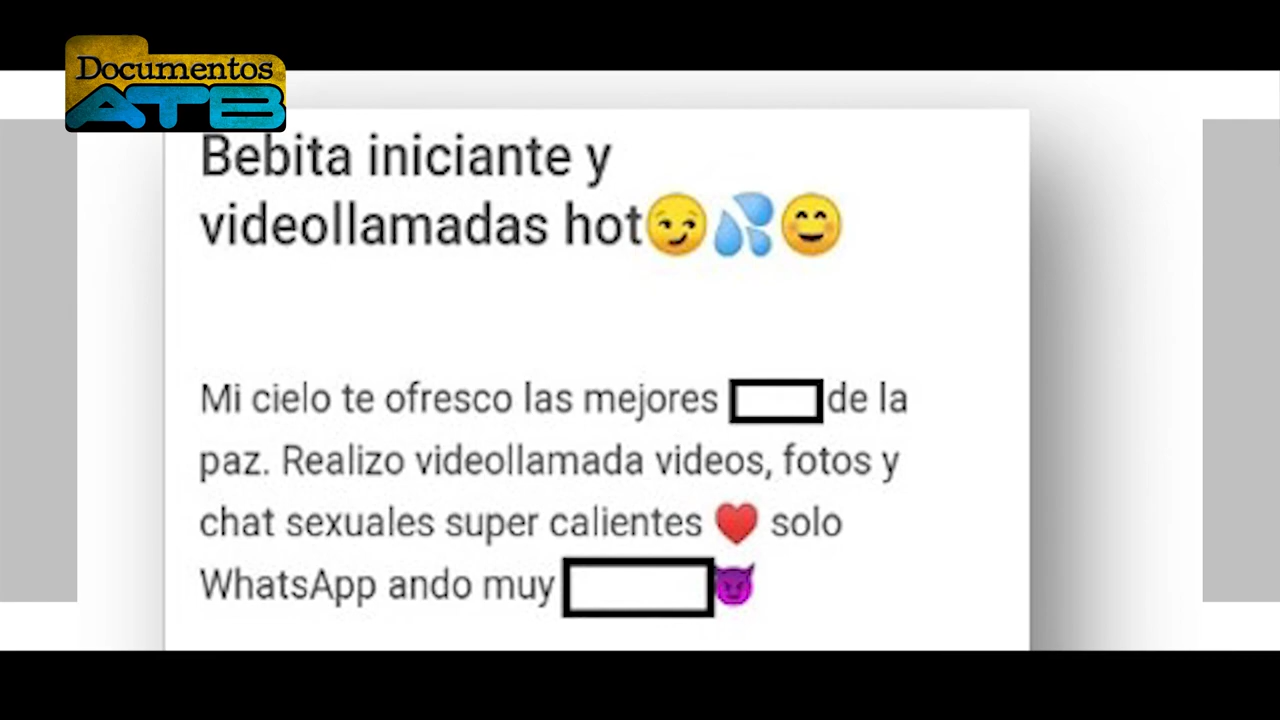 Documentos
ATB
Bebita iniciante y
videollamadas hot😏💦😊
Mi cielo te ofresco las mejores de la
paz. Realizo videollamada videos, fotos y
chat sexuales super calientes ♥️ solo
WhatsApp ando muy 😈